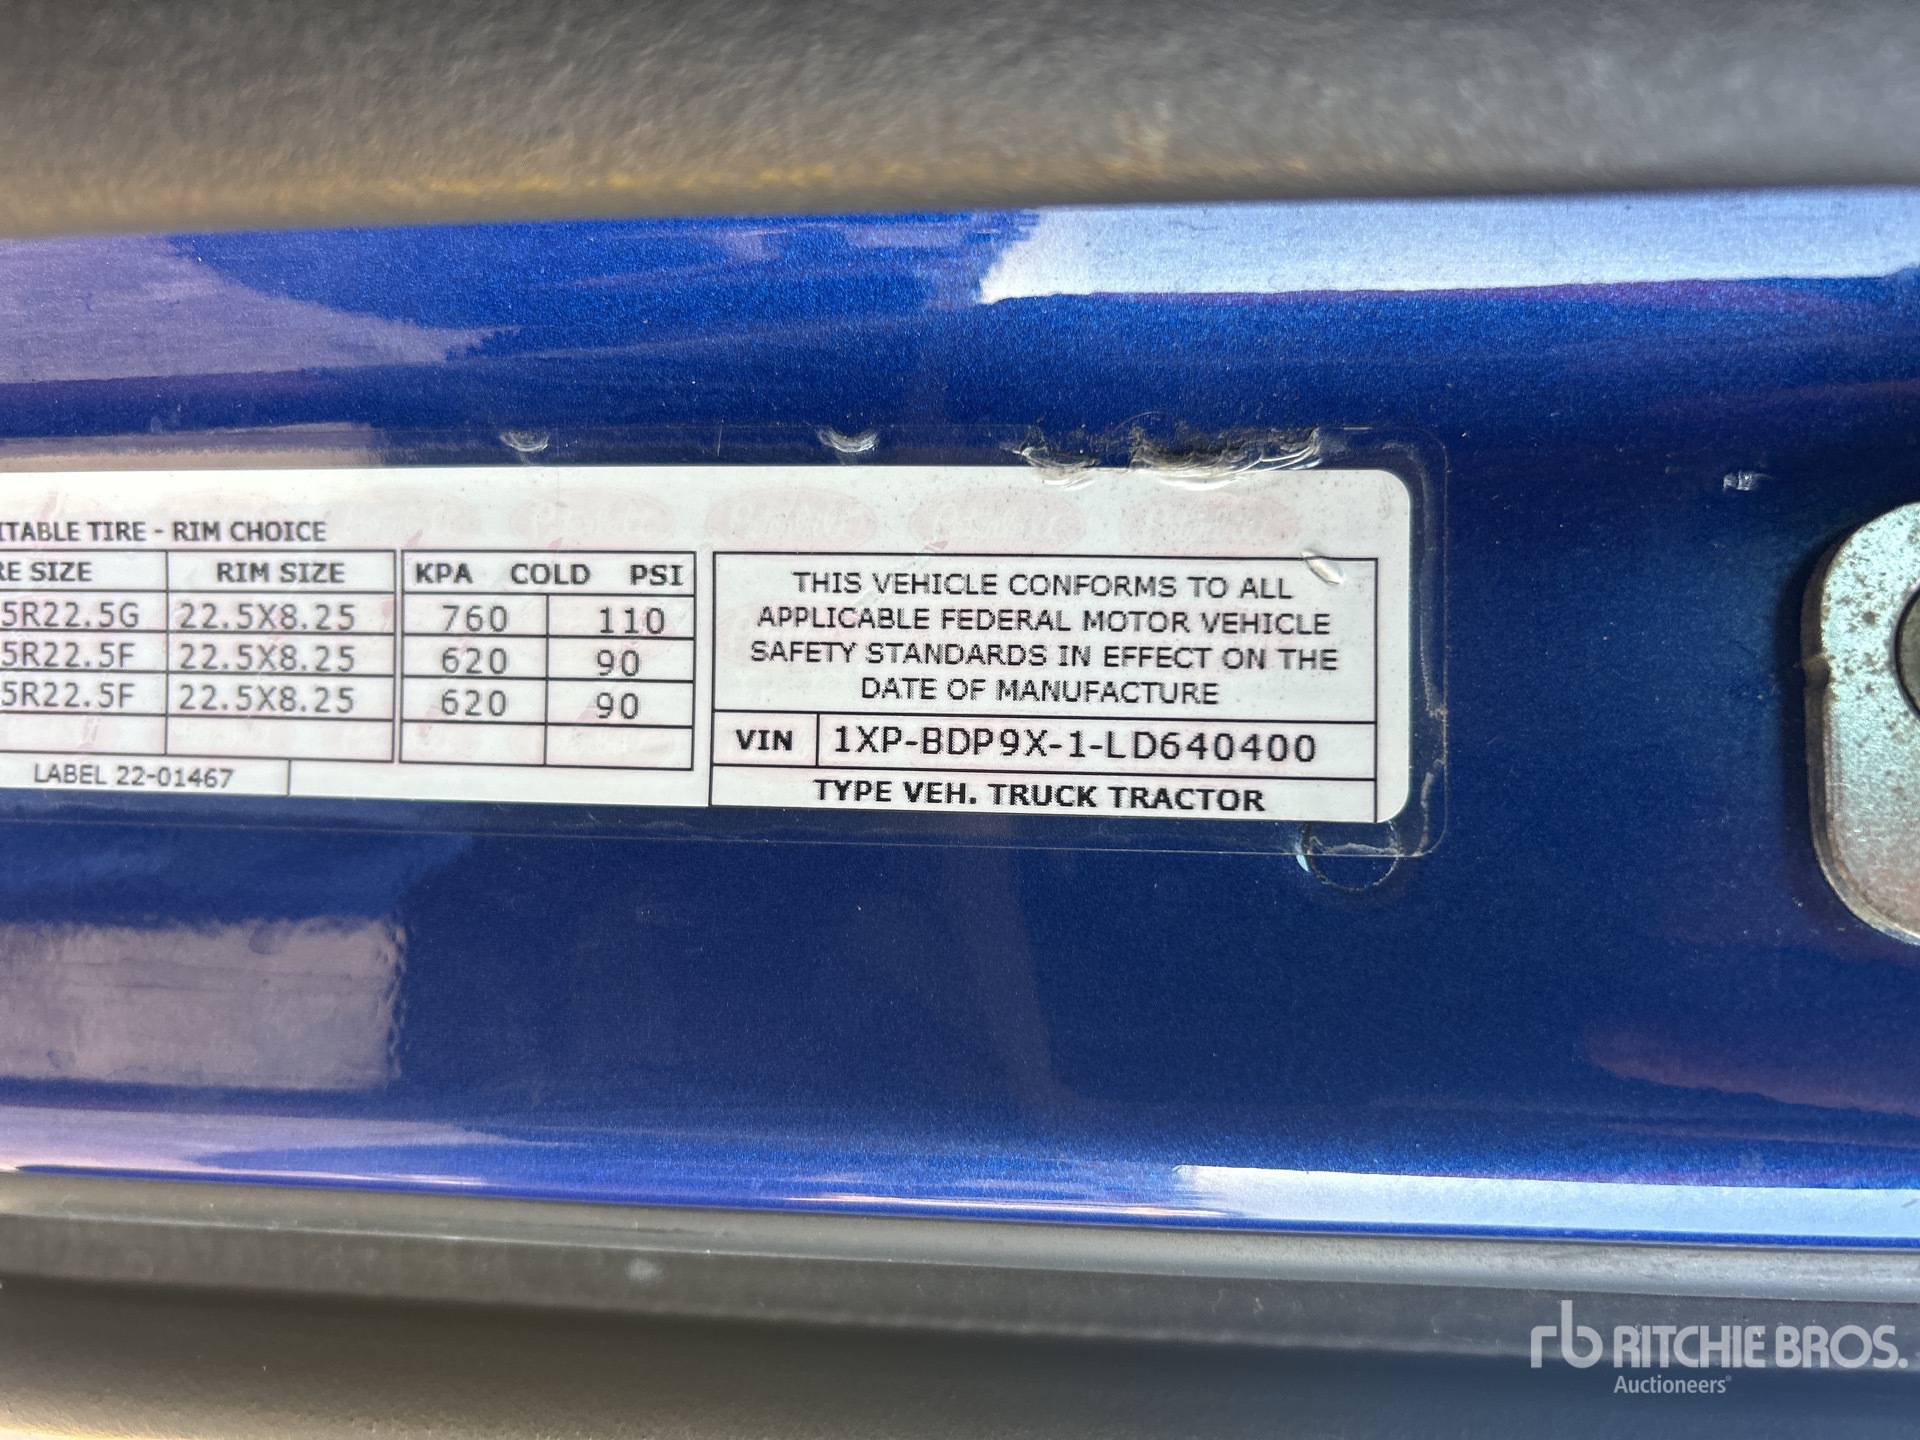 ITABLE TIRE - RIM CHOICE
RE SIZE RIM SIZE KPA COLD PSI
5R22.5G 22.5X8.25 760 110
5R22.5F 22.5X8.25 620 90
5R22.5F 22.5X8.25 620 90
LABEL 22-01467
THIS VEHICLE CONFORMS TO ALL
APPLICABLE FEDERAL MOTOR VEHICLE
SAFETY STANDARDS IN EFFECT ON THE
DATE OF MANUFACTURE
VIN 1XP-BDP9X-1-LD640400
TYPE VEH. TRUCK TRACTOR
rb RITCHIE BROS.
Auctioneers